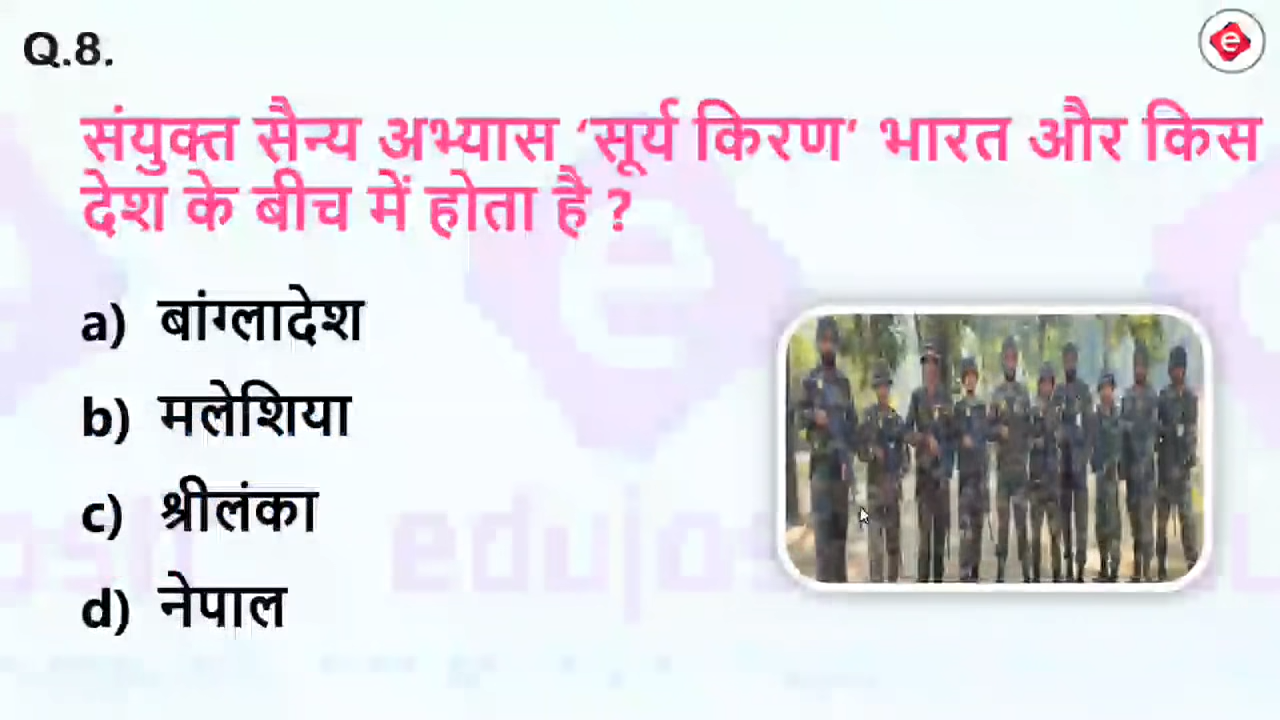 Q.8.
e
संयुक्त सैन्य अभ्यास ‘सूर्य किरण’ भारत और किस
देश के बीच में होता है ?
a) बांग्लादेश
b) मलेशिया
c) श्रीलंका
d) नेपाल